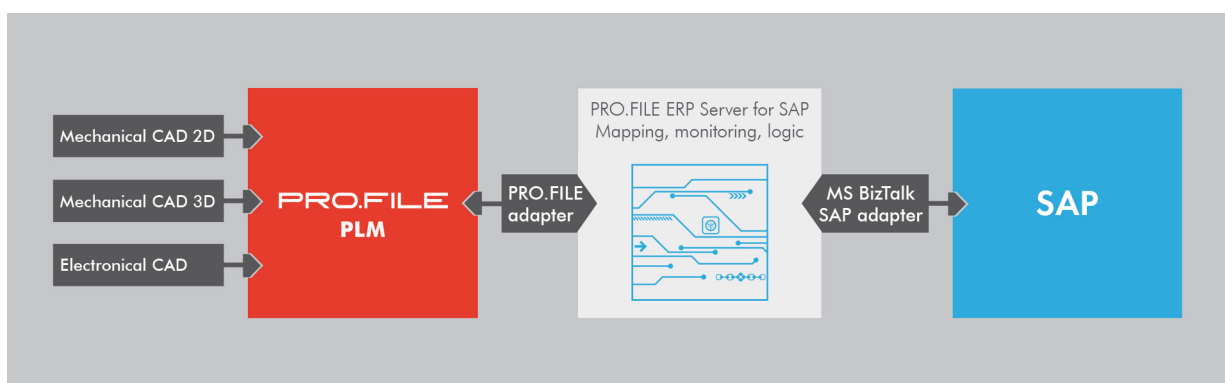 Mechanical CAD 2D
Mechanical CAD 3D
Electronical CAD
PRO.FILE
PLM
PRO.FILE
adapter
PRO.FILE ERP Server for SAP
Mapping, monitoring, logic
MS BizTalk
SAP adapter
SAP